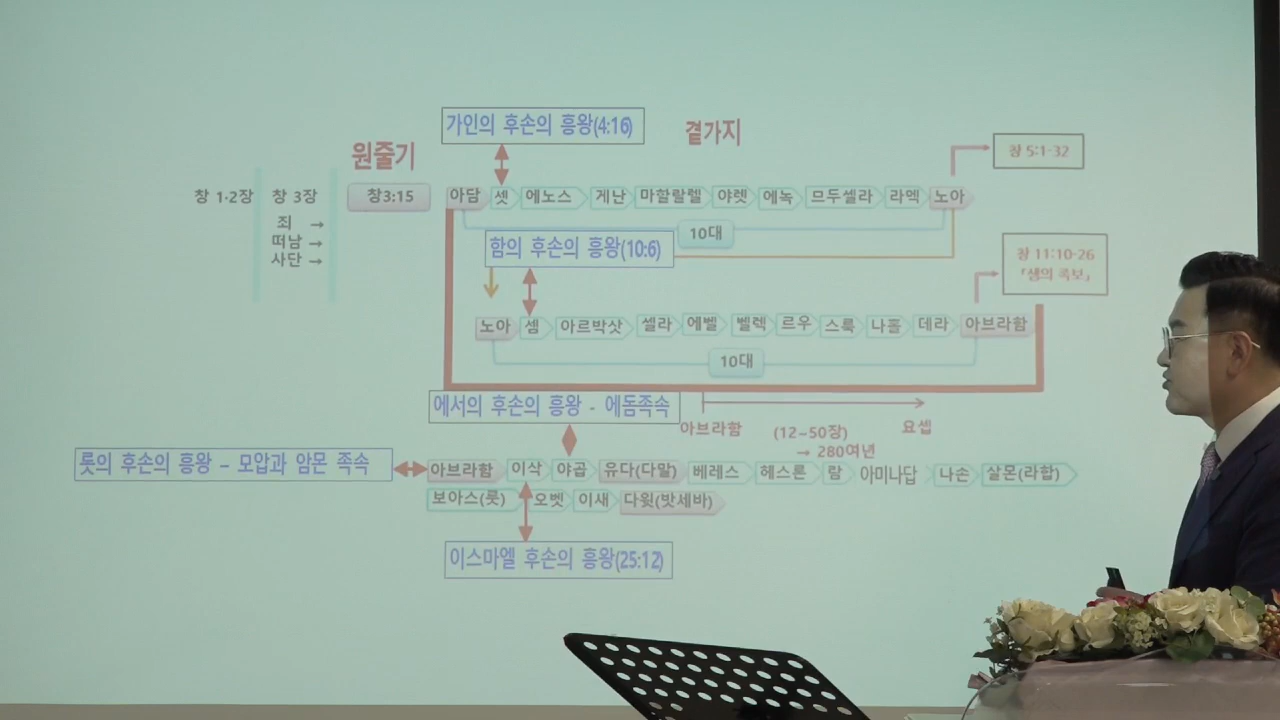 가인의 후손의 흥왕(4:16)
곁가지
원줄기
창 5:1-32
창 1·2장
창 3장
죄 →
떠남 →
사단 →
창3:15
아담 셋 에노스 게난 마할랄렐 야렛 에녹 므두셀라 라멕 노아
10대
함의 후손의 흥왕(10:6)
창 11:10-26
「셈의 족보」
노아 셈 아르박삿 셀라 에벨 벨렉 르우 스룩 나홀 데라 아브라함
10대
에서의 후손의 흥왕 - 에돔족속
아브라함 (12~50장) 요셉
→ 280여년
롯의 후손의 흥왕 – 모압과 암몬 족속
아브라함 이삭 야곱 유다(다말) 베레스 헤스론 람 아미나답 나손 살몬(라합)
보아스(룻) 오벳 이새 다윗(밧세바)
이스마엘 후손의 흥왕(25:12)